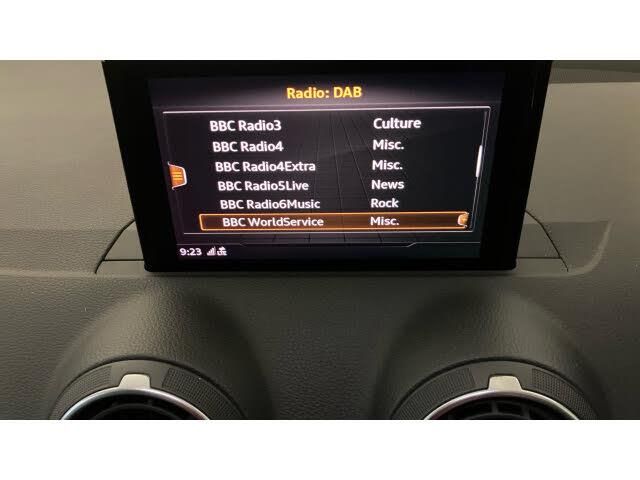 Radio: DAB
BBC Radio3 Culture
BBC Radio4 Misc.
BBC Radio4Extra Misc.
BBC Radio5Live News
BBC Radio6Music Rock
BBC WorldService Misc.
9:23 LTE